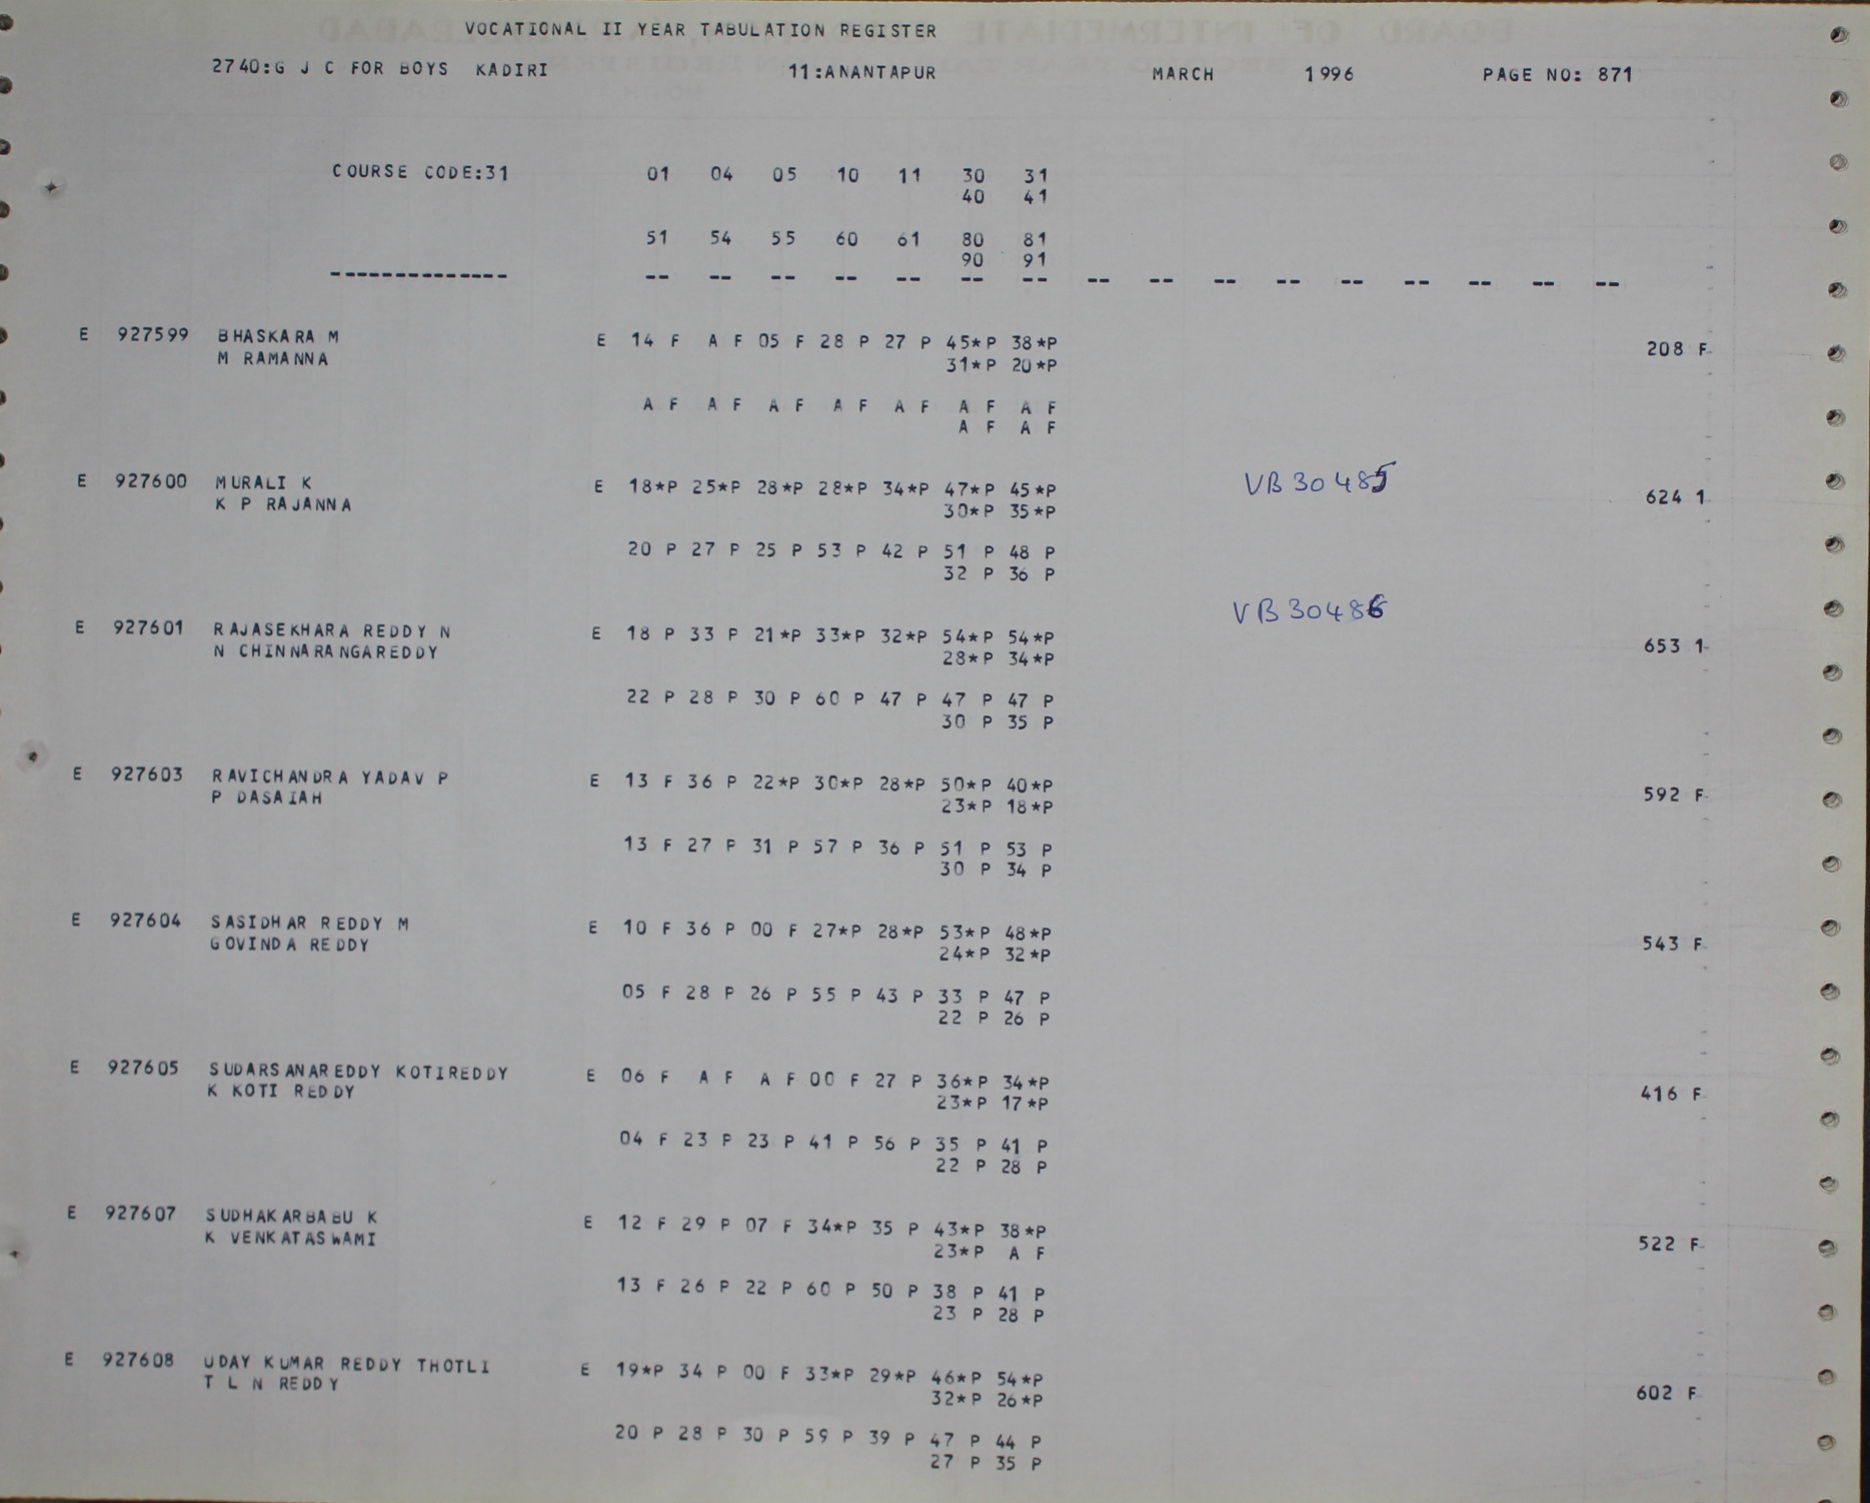 VOCATIONAL II YEAR TABULATION REGISTER
2740:G J C FOR BOYS KADIRI 11:ANANTAPUR MARCH 1996 PAGE NO: 871
COURSE CODE:31 01 04 05 10 11 30 31
40 41
51 54 55 60 61 80 81
90 91
-------------- -- -- -- -- -- -- -- -- -- -- -- -- -- -- -- --
E 927599 BHASKARA M E 14 F A F 05 F 28 P 27 P 45*P 38*P 208 F
M RAMANNA 31*P 20*P
A F A F A F A F A F A F A F
A F A F
E 927600 MURALI K E 18*P 25*P 28*P 28*P 34*P 47*P 45*P VB 30485 624 1
K P RAJANNA 30*P 35*P
20 P 27 P 25 P 53 P 42 P 51 P 48 P
32 P 36 P
E 927601 RAJASEKHARA REDDY N E 18 P 33 P 21*P 33*P 32*P 54*P 54*P VB 30486 653 1
N CHINNARANGAREDDY 28*P 34*P
22 P 28 P 30 P 60 P 47 P 47 P 47 P
30 P 35 P
E 927603 RAVICHANDRA YADAV P E 13 F 36 P 22*P 30*P 28*P 50*P 40*P 592 F
P DASAIAH 23*P 18*P
13 F 27 P 31 P 57 P 36 P 51 P 53 P
30 P 34 P
E 927604 SASIDHAR REDDY M E 10 F 36 P 00 F 27*P 28*P 53*P 48*P 543 F
GOVINDA REDDY 24*P 32*P
05 F 28 P 26 P 55 P 43 P 33 P 47 P
22 P 26 P
E 927605 SUDARSANAREDDY KOTIREDDY E 06 F A F A F 00 F 27 P 36*P 34*P 416 F
K KOTI REDDY 23*P 17*P
04 F 23 P 23 P 41 P 56 P 35 P 41 P
22 P 28 P
E 927607 SUDHAKARBABU K E 12 F 29 P 07 F 34*P 35 P 43*P 38*P 522 F
K VENKATASWAMI 23*P A F
13 F 26 P 22 P 60 P 50 P 38 P 41 P
23 P 28 P
E 927608 UDAY KUMAR REDDY THOTLI E 19*P 34 P 00 F 33*P 29*P 46*P 54*P 602 F
T L N REDDY 32*P 26*P
20 P 28 P 30 P 59 P 39 P 47 P 44 P
27 P 35 P